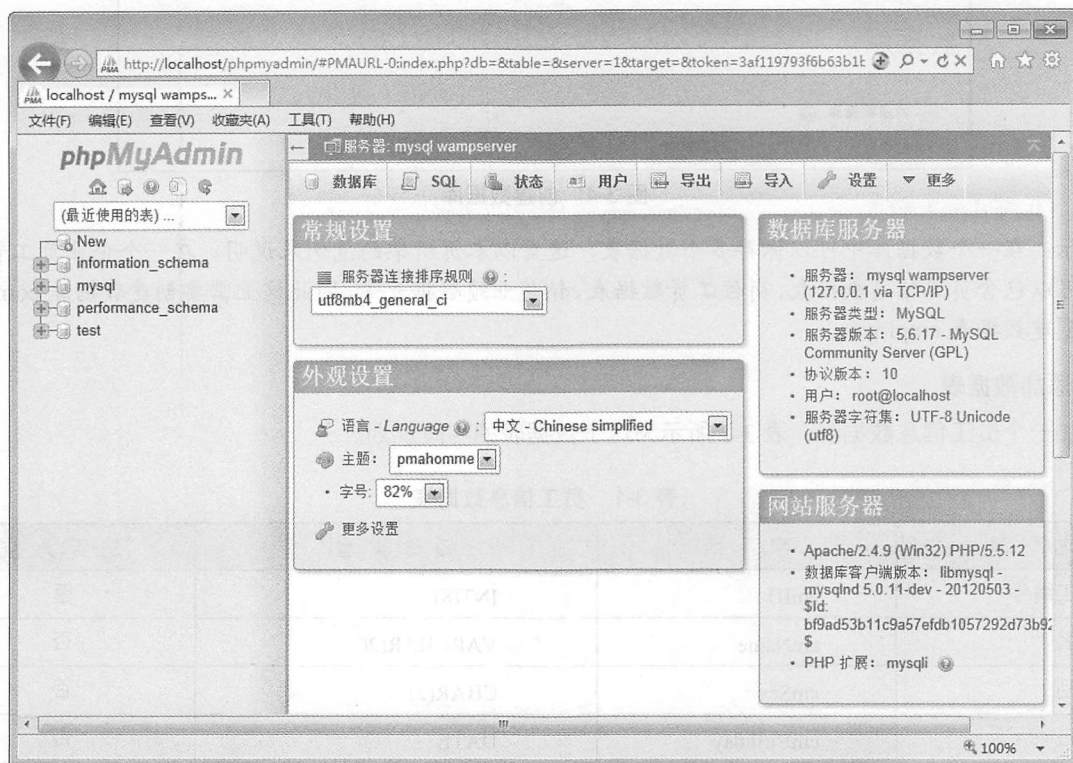 http://localhost/phpmyadmin/#PMAURL-0:index.php?db=&table=&server=1&target=&token=3af119793f6b63b1b
localhost / mysql wamps... ×
文件(F) 编辑(E) 查看(V) 收藏夹(A) 工具(T) 帮助(H)
phpMyAdmin
(最近使用的表) ...
New
information_schema
mysql
performance_schema
test
服务器: mysql wampserver
数据库 SQL 状态 用户 导出 导入 设置 更多
常规设置
服务器连接排序规则 :
utf8mb4_general_ci
外观设置
语言 - Language : 中文 - Chinese simplified
主题: pmahomme
字号: 82%
更多设置
数据库服务器
服务器: mysql wampserver
(127.0.0.1 via TCP/IP)
服务器类型: MySQL
服务器版本: 5.6.17 - MySQL
Community Server (GPL)
协议版本: 10
用户: root@localhost
服务器字符集: UTF-8 Unicode
(utf8)
网站服务器
Apache/2.4.9 (Win32) PHP/5.5.12
数据库客户端版本: libmysql -
mysqlnd 5.0.11-dev - 20120503 -
$Id:
bf9ad53b11c9a57efdb1057292d73b92
$
PHP 扩展: mysqli
100%